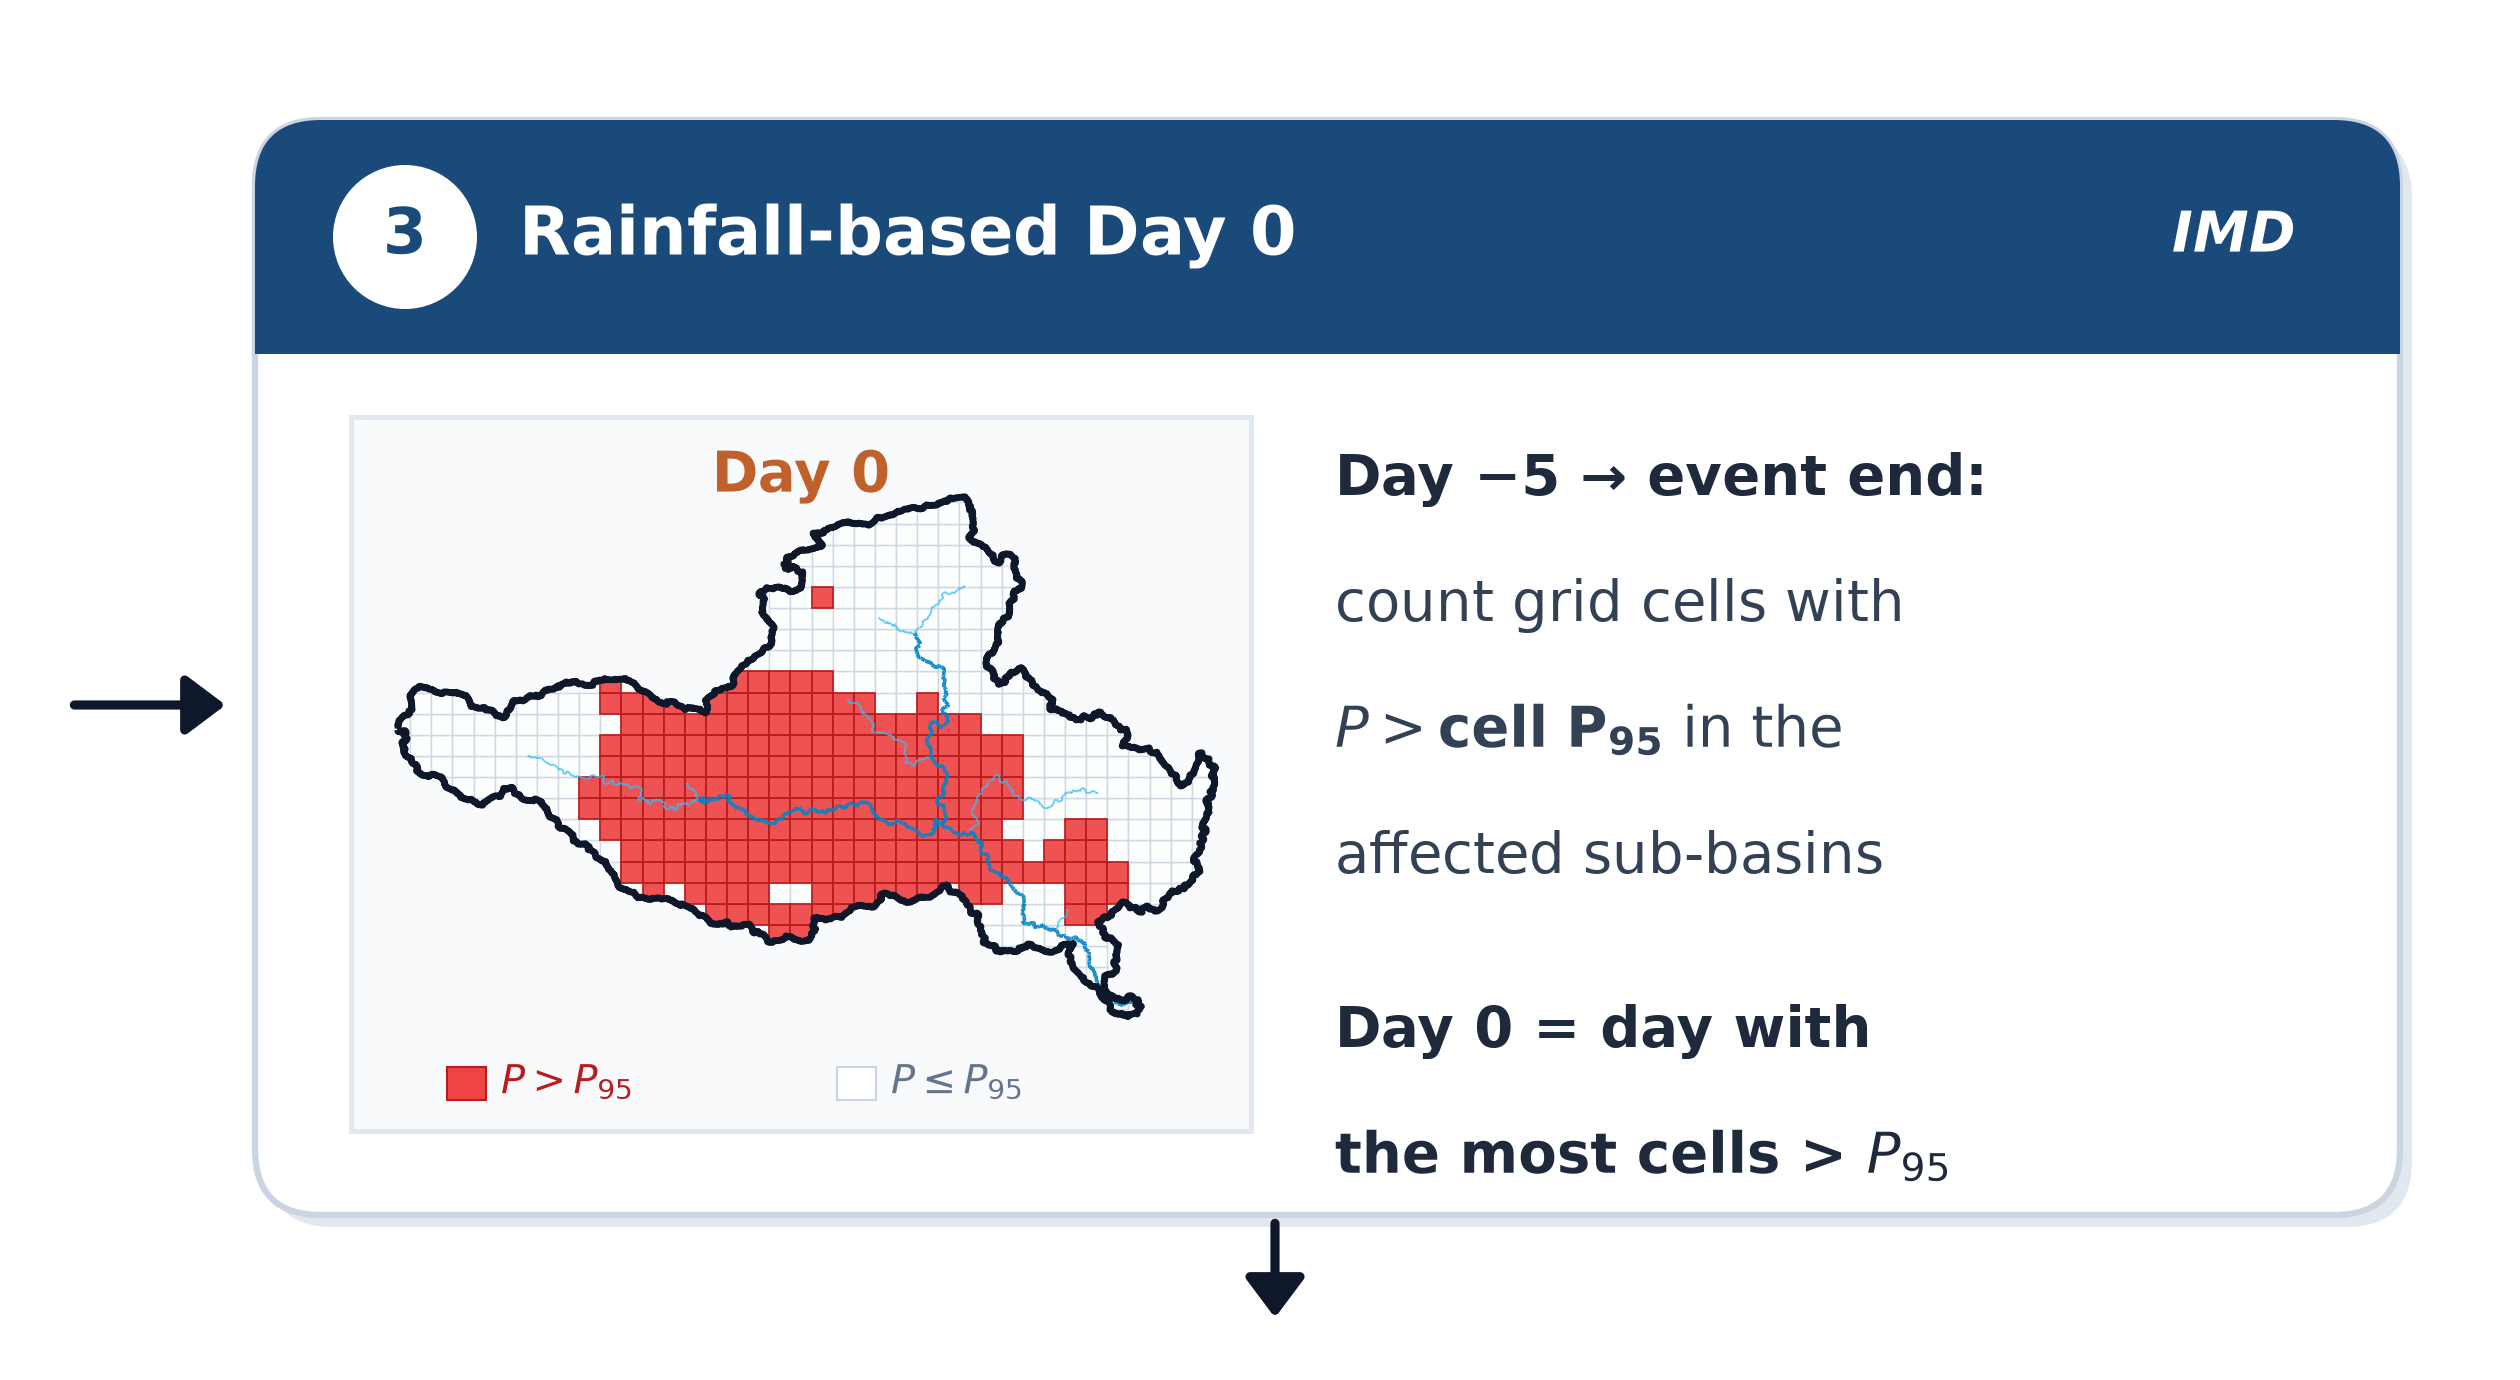 3 Rainfall-based Day 0 IMD
Day 0
P > P₉₅ P ≤ P₉₅
Day −5 → event end:
count grid cells with
P > cell P₉₅ in the
affected sub-basins
Day 0 = day with
the most cells > P₉₅